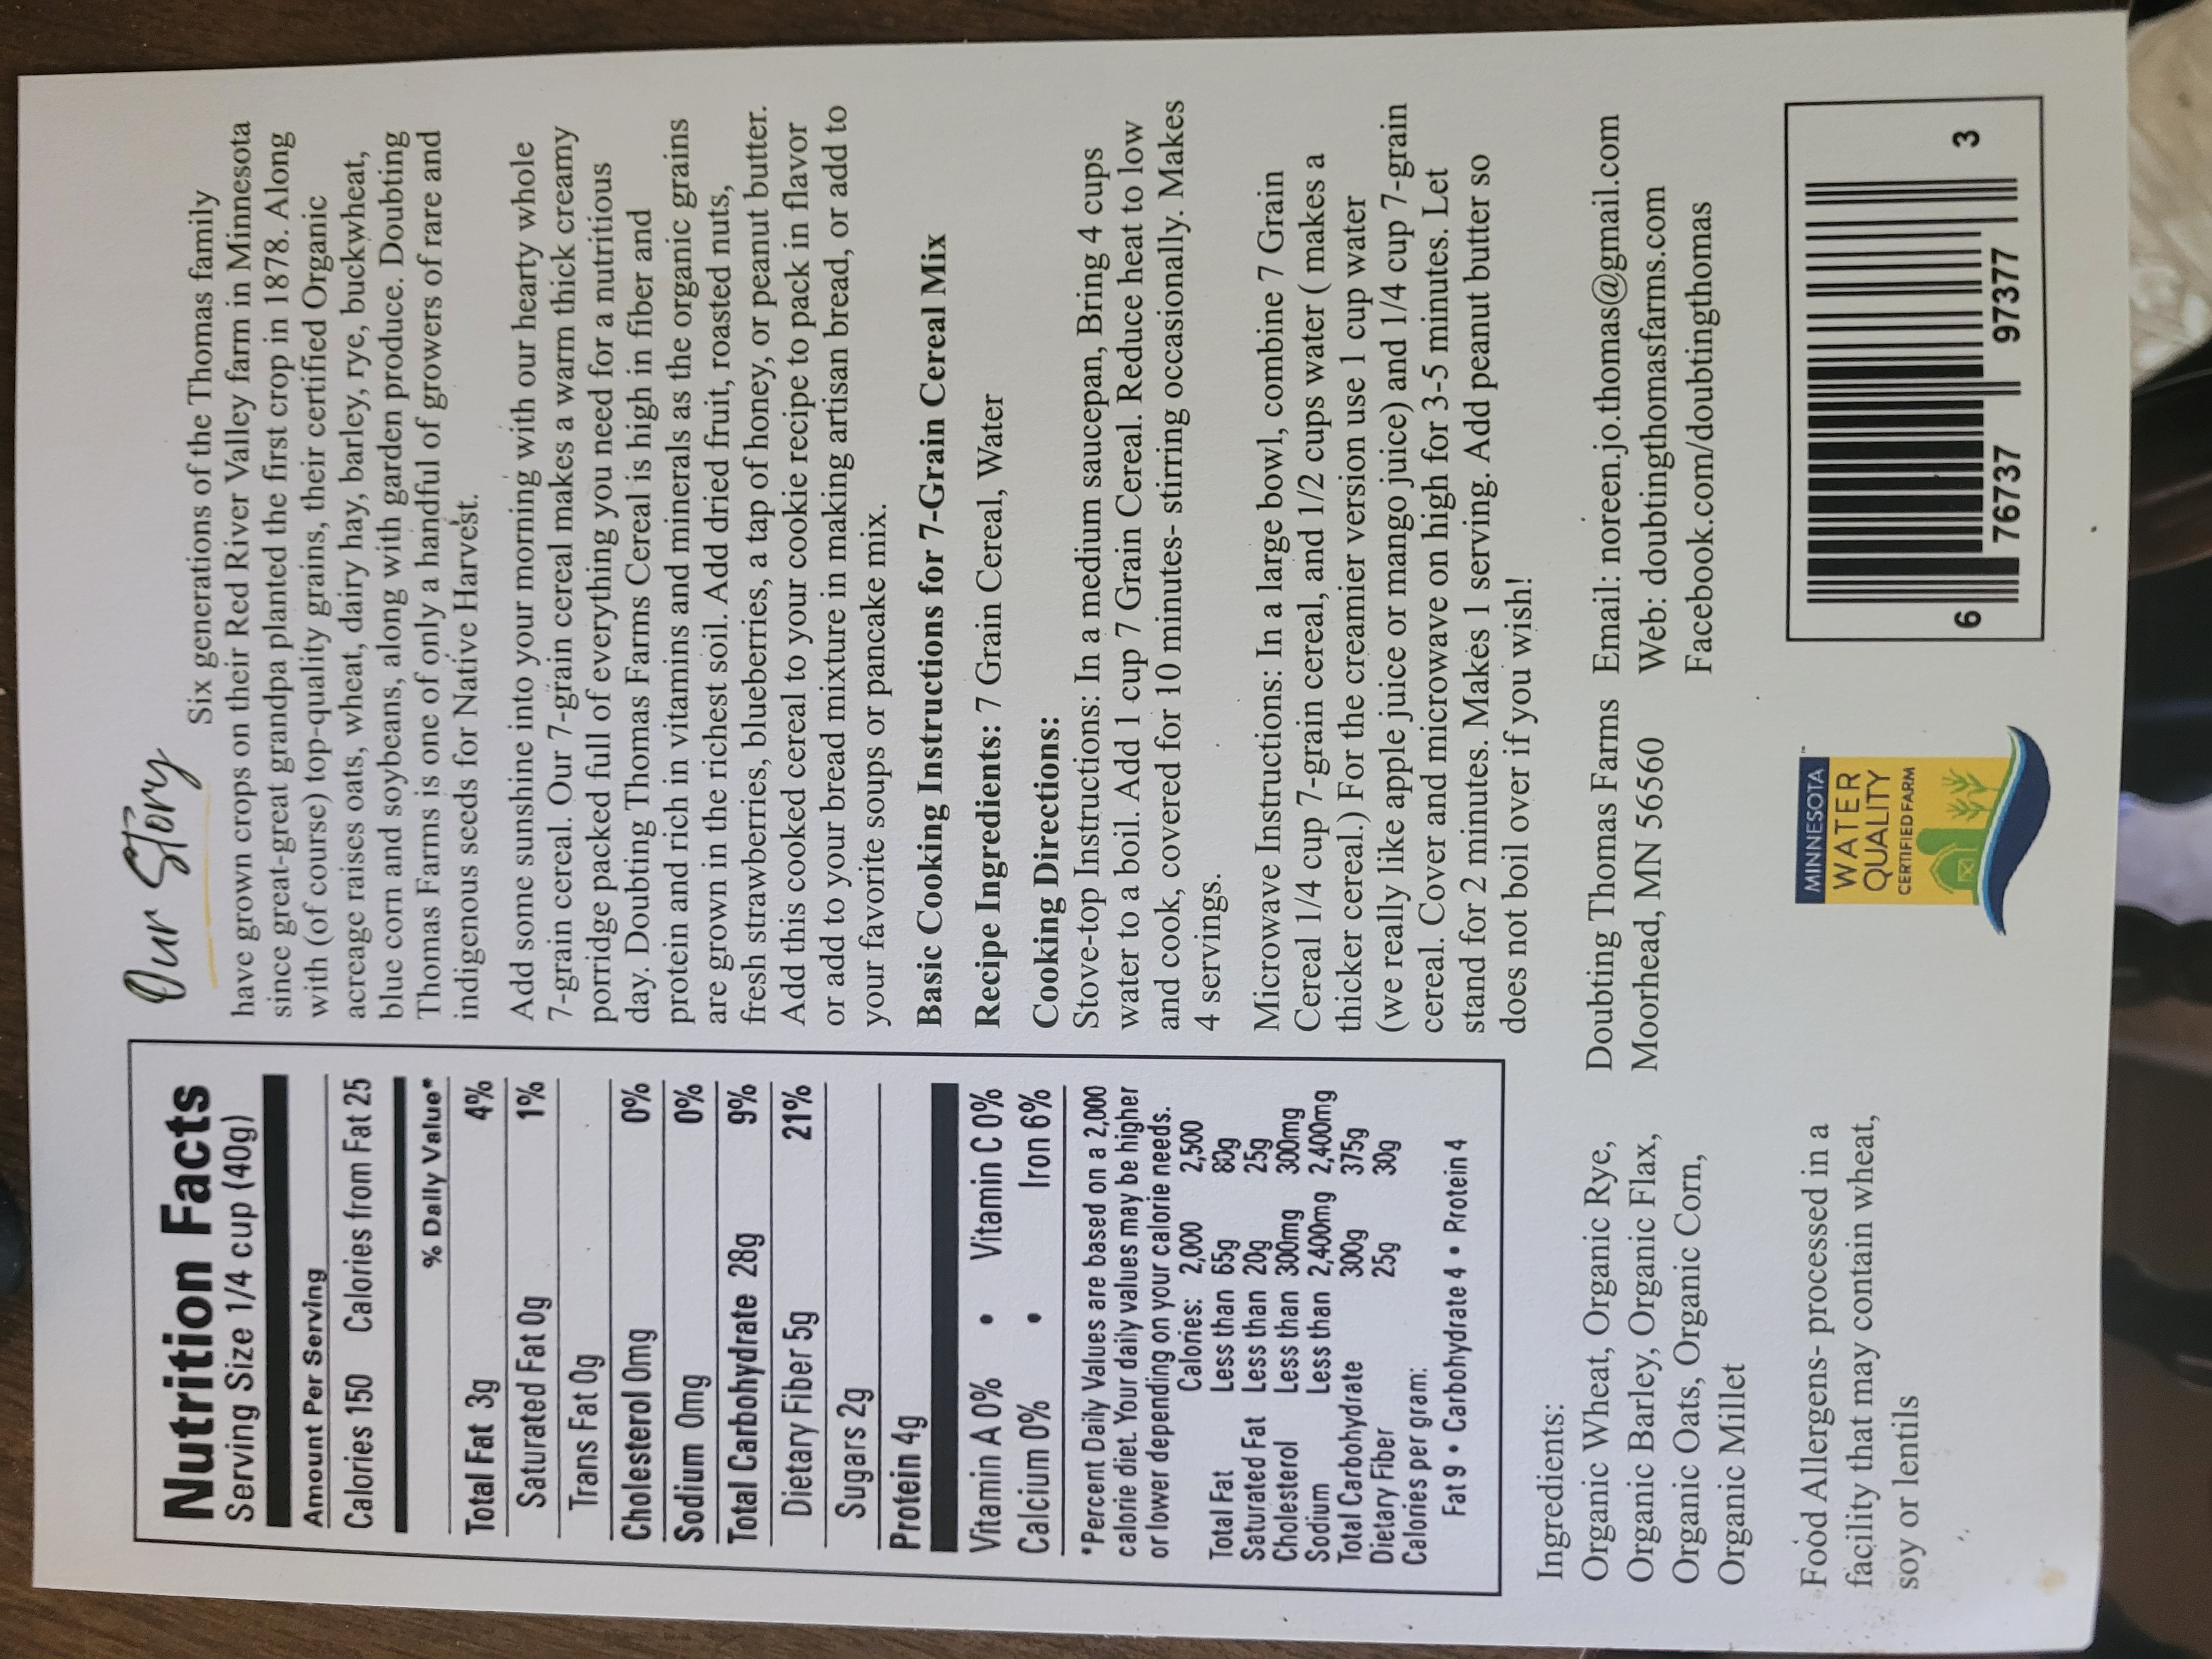 Nutrition Facts
Serving Size 1/4 cup (40g)
Amount Per Serving
Calories 150 Calories from Fat 25
% Daily Value*
Total Fat 3g 4%
Saturated Fat 0g 1%
Trans Fat 0g
Cholesterol 0mg 0%
Sodium 0mg 0%
Total Carbohydrate 28g 9%
Dietary Fiber 5g 21%
Sugars 2g
Protein 4g
Vitamin A 0% • Vitamin C 0%
Calcium 0% • Iron 6%
*Percent Daily Values are based on a 2,000
calorie diet. Your daily values may be higher
or lower depending on your calorie needs.
Calories: 2,000 2,500
Total Fat Less than 65g 80g
Saturated Fat Less than 20g 25g
Cholesterol Less than 300mg 300mg
Sodium Less than 2,400mg 2,400mg
Total Carbohydrate 300g 375g
Dietary Fiber 25g 30g
Calories per gram:
Fat 9 • Carbohydrate 4 • Protein 4
Ingredients:
Organic Wheat, Organic Rye,
Organic Barley, Organic Flax,
Organic Oats, Organic Corn,
Organic Millet
Food Allergens- processed in a
facility that may contain wheat,
soy or lentils
Our Story
Six generations of the Thomas family
have grown crops on their Red River Valley farm in Minnesota
since great-great grandpa planted the first crop in 1878. Along
with (of course) top-quality grains, their certified Organic
acreage raises oats, wheat, dairy hay, barley, rye, buckwheat,
blue corn and soybeans, along with garden produce. Doubting
Thomas Farms is one of only a handful of growers of rare and
indigenous seeds for Native Harvest.
Add some sunshine into your morning with our hearty whole
7-grain cereal. Our 7-grain cereal makes a warm thick creamy
porridge packed full of everything you need for a nutritious
day. Doubting Thomas Farms Cereal is high in fiber and
protein and rich in vitamins and minerals as the organic grains
are grown in the richest soil. Add dried fruit, roasted nuts,
fresh strawberries, blueberries, a tap of honey, or peanut butter.
Add this cooked cereal to your cookie recipe to pack in flavor
or add to your bread mixture in making artisan bread, or add to
your favorite soups or pancake mix.
Basic Cooking Instructions for 7-Grain Cereal Mix
Recipe Ingredients: 7 Grain Cereal, Water
Cooking Directions:
Stove-top Instructions: In a medium saucepan, Bring 4 cups
water to a boil. Add 1 cup 7 Grain Cereal. Reduce heat to low
and cook, covered for 10 minutes- stirring occasionally. Makes
4 servings.
Microwave Instructions: In a large bowl, combine 7 Grain
Cereal 1/4 cup 7-grain cereal, and 1/2 cups water ( makes a
thicker cereal.) For the creamier version use 1 cup water
(we really like apple juice or mango juice) and 1/4 cup 7-grain
cereal. Cover and microwave on high for 3-5 minutes. Let
stand for 2 minutes. Makes 1 serving. Add peanut butter so
does not boil over if you wish!
Doubting Thomas Farms Email: noreen.jo.thomas@gmail.com
Moorhead, MN 56560 Web: doubtingthomasfarms.com
Facebook.com/doubtingthomas
MINNESOTA ™
WATER
QUALITY
CERTIFIED FARM
6 76737 97377 3